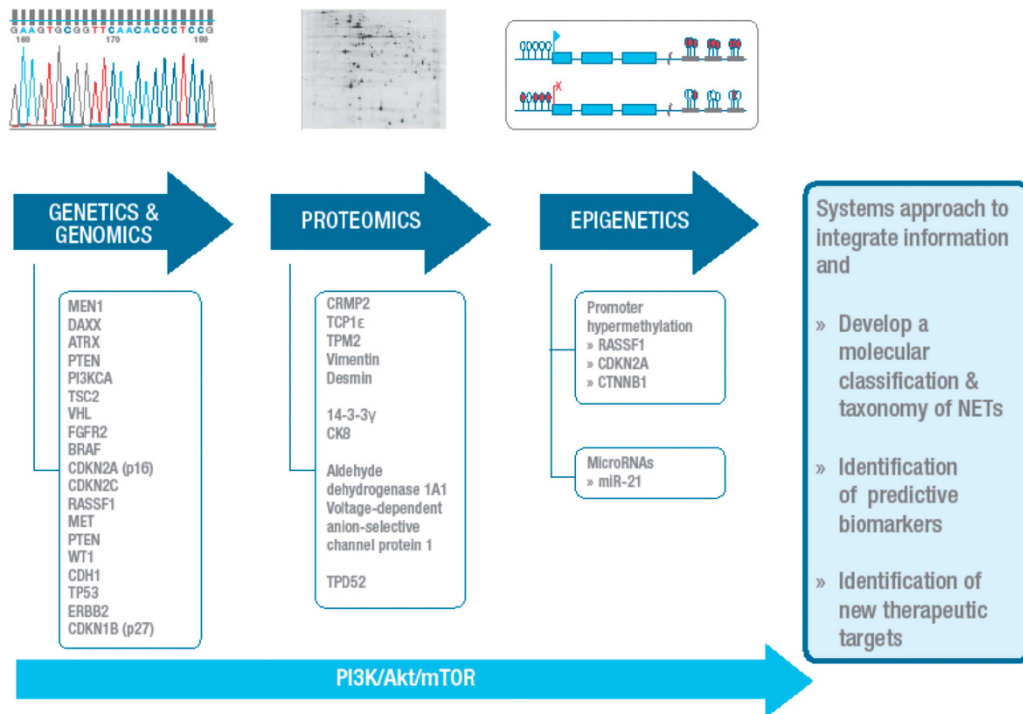 GAAGTGCGGTTCAACACCCTCCG
160 170 180
GENETICS &
GENOMICS
MEN1
DAXX
ATRX
PTEN
PI3KCA
TSC2
VHL
FGFR2
BRAF
CDKN2A (p16)
CDKN2C
RASSF1
MET
PTEN
WT1
CDH1
TP53
ERBB2
CDKN1B (p27)
PROTEOMICS
CRMP2
TCP1ε
TPM2
Vimentin
Desmin
14-3-3γ
CK8
Aldehyde
dehydrogenase 1A1
Voltage-dependent
anion-selective
channel protein 1
TPD52
EPIGENETICS
Promoter
hypermethylation
» RASSF1
» CDKN2A
» CTNNB1
MicroRNAs
» miR-21
Systems approach to
integrate information
and
» Develop a
molecular
classification &
taxonomy of NETs
» Identification
of predictive
biomarkers
» Identification of
new therapeutic
targets
PI3K/Akt/mTOR